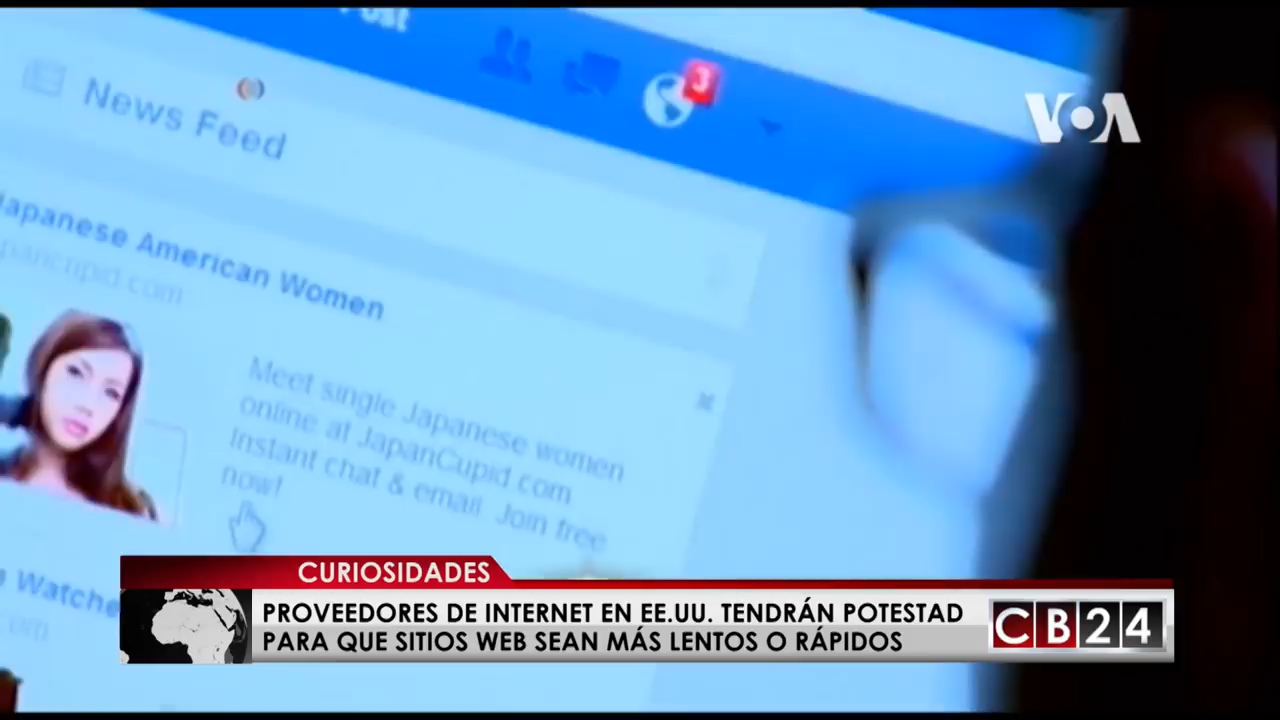 Post
3
VOA
News Feed
Japanese American Women
Meet single Japanese women
online at JapanCupid com
Instant chat & email. Join free
now!
Watche
CURIOSIDADES
PROVEEDORES DE INTERNET EN EE.UU. TENDRÁN POTESTAD
PARA QUE SITIOS WEB SEAN MÁS LENTOS O RÁPIDOS
CB24